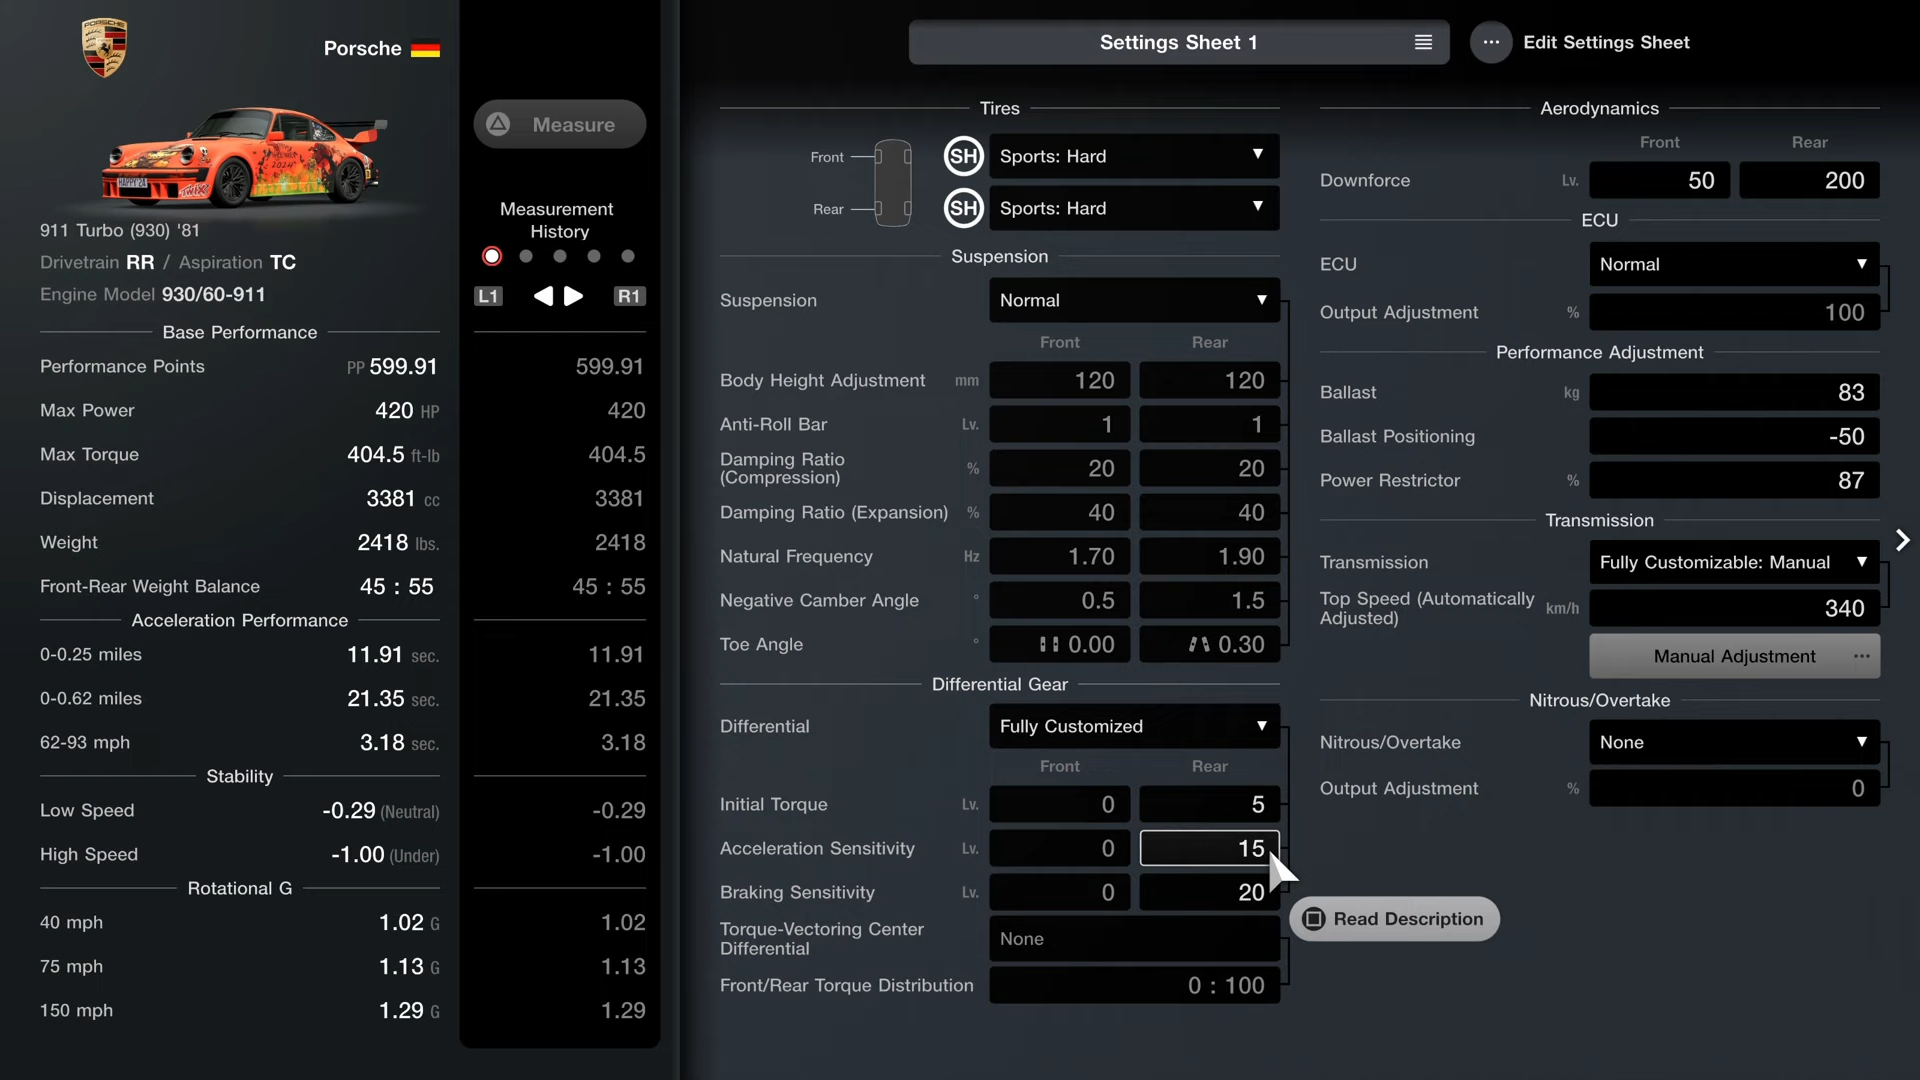 PORSCHE
Porsche
HAPPY 24
2024
TWIX
911 Turbo (930) '81
Drivetrain RR / Aspiration TC
Engine Model 930/60-911
Base Performance
Performance Points PP 599.91
Max Power 420 HP
Max Torque 404.5 ft-lb
Displacement 3381 cc
Weight 2418 lbs.
Front-Rear Weight Balance 45 : 55
Acceleration Performance
0-0.25 miles 11.91 sec.
0-0.62 miles 21.35 sec.
62-93 mph 3.18 sec.
Stability
Low Speed -0.29 (Neutral)
High Speed -1.00 (Under)
Rotational G
40 mph 1.02 G
75 mph 1.13 G
150 mph 1.29 G
Measure
Measurement
History
L1 R1
599.91
420
404.5
3381
2418
45 : 55
11.91
21.35
3.18
-0.29
-1.00
1.02
1.13
1.29
Settings Sheet 1
Edit Settings Sheet
Tires
Front SH Sports: Hard
Rear SH Sports: Hard
Suspension
Suspension Normal
Front Rear
Body Height Adjustment mm 120 120
Anti-Roll Bar Lv. 1 1
Damping Ratio
(Compression) % 20 20
Damping Ratio (Expansion) % 40 40
Natural Frequency Hz 1.70 1.90
Negative Camber Angle ° 0.5 1.5
Toe Angle ° 0.00 0.30
Differential Gear
Differential Fully Customized
Front Rear
Initial Torque Lv. 0 5
Acceleration Sensitivity Lv. 0 15
Braking Sensitivity Lv. 0 20
Torque-Vectoring Center
Differential None
Front/Rear Torque Distribution 0 : 100
Read Description
Aerodynamics
Front Rear
Downforce Lv. 50 200
ECU
ECU Normal
Output Adjustment % 100
Performance Adjustment
Ballast kg 83
Ballast Positioning -50
Power Restrictor % 87
Transmission
Transmission Fully Customizable: Manual
Top Speed (Automatically
Adjusted) km/h 340
Manual Adjustment
Nitrous/Overtake
Nitrous/Overtake None
Output Adjustment % 0